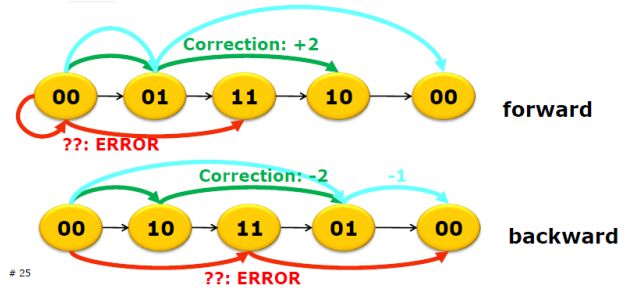 Correction: +2
00 01 11 10 00
forward
??: ERROR
Correction: -2 -1
00 10 11 01 00
backward
# 25
??: ERROR